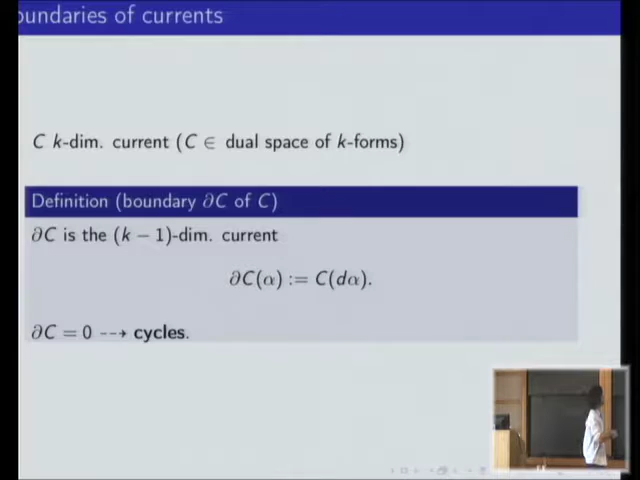 oundaries of currents
C k-dim. current (C ∈ dual space of k-forms)
Definition (boundary ∂C of C)
∂C is the (k − 1)-dim. current
∂C(α) := C(dα).
∂C = 0 --→ cycles.